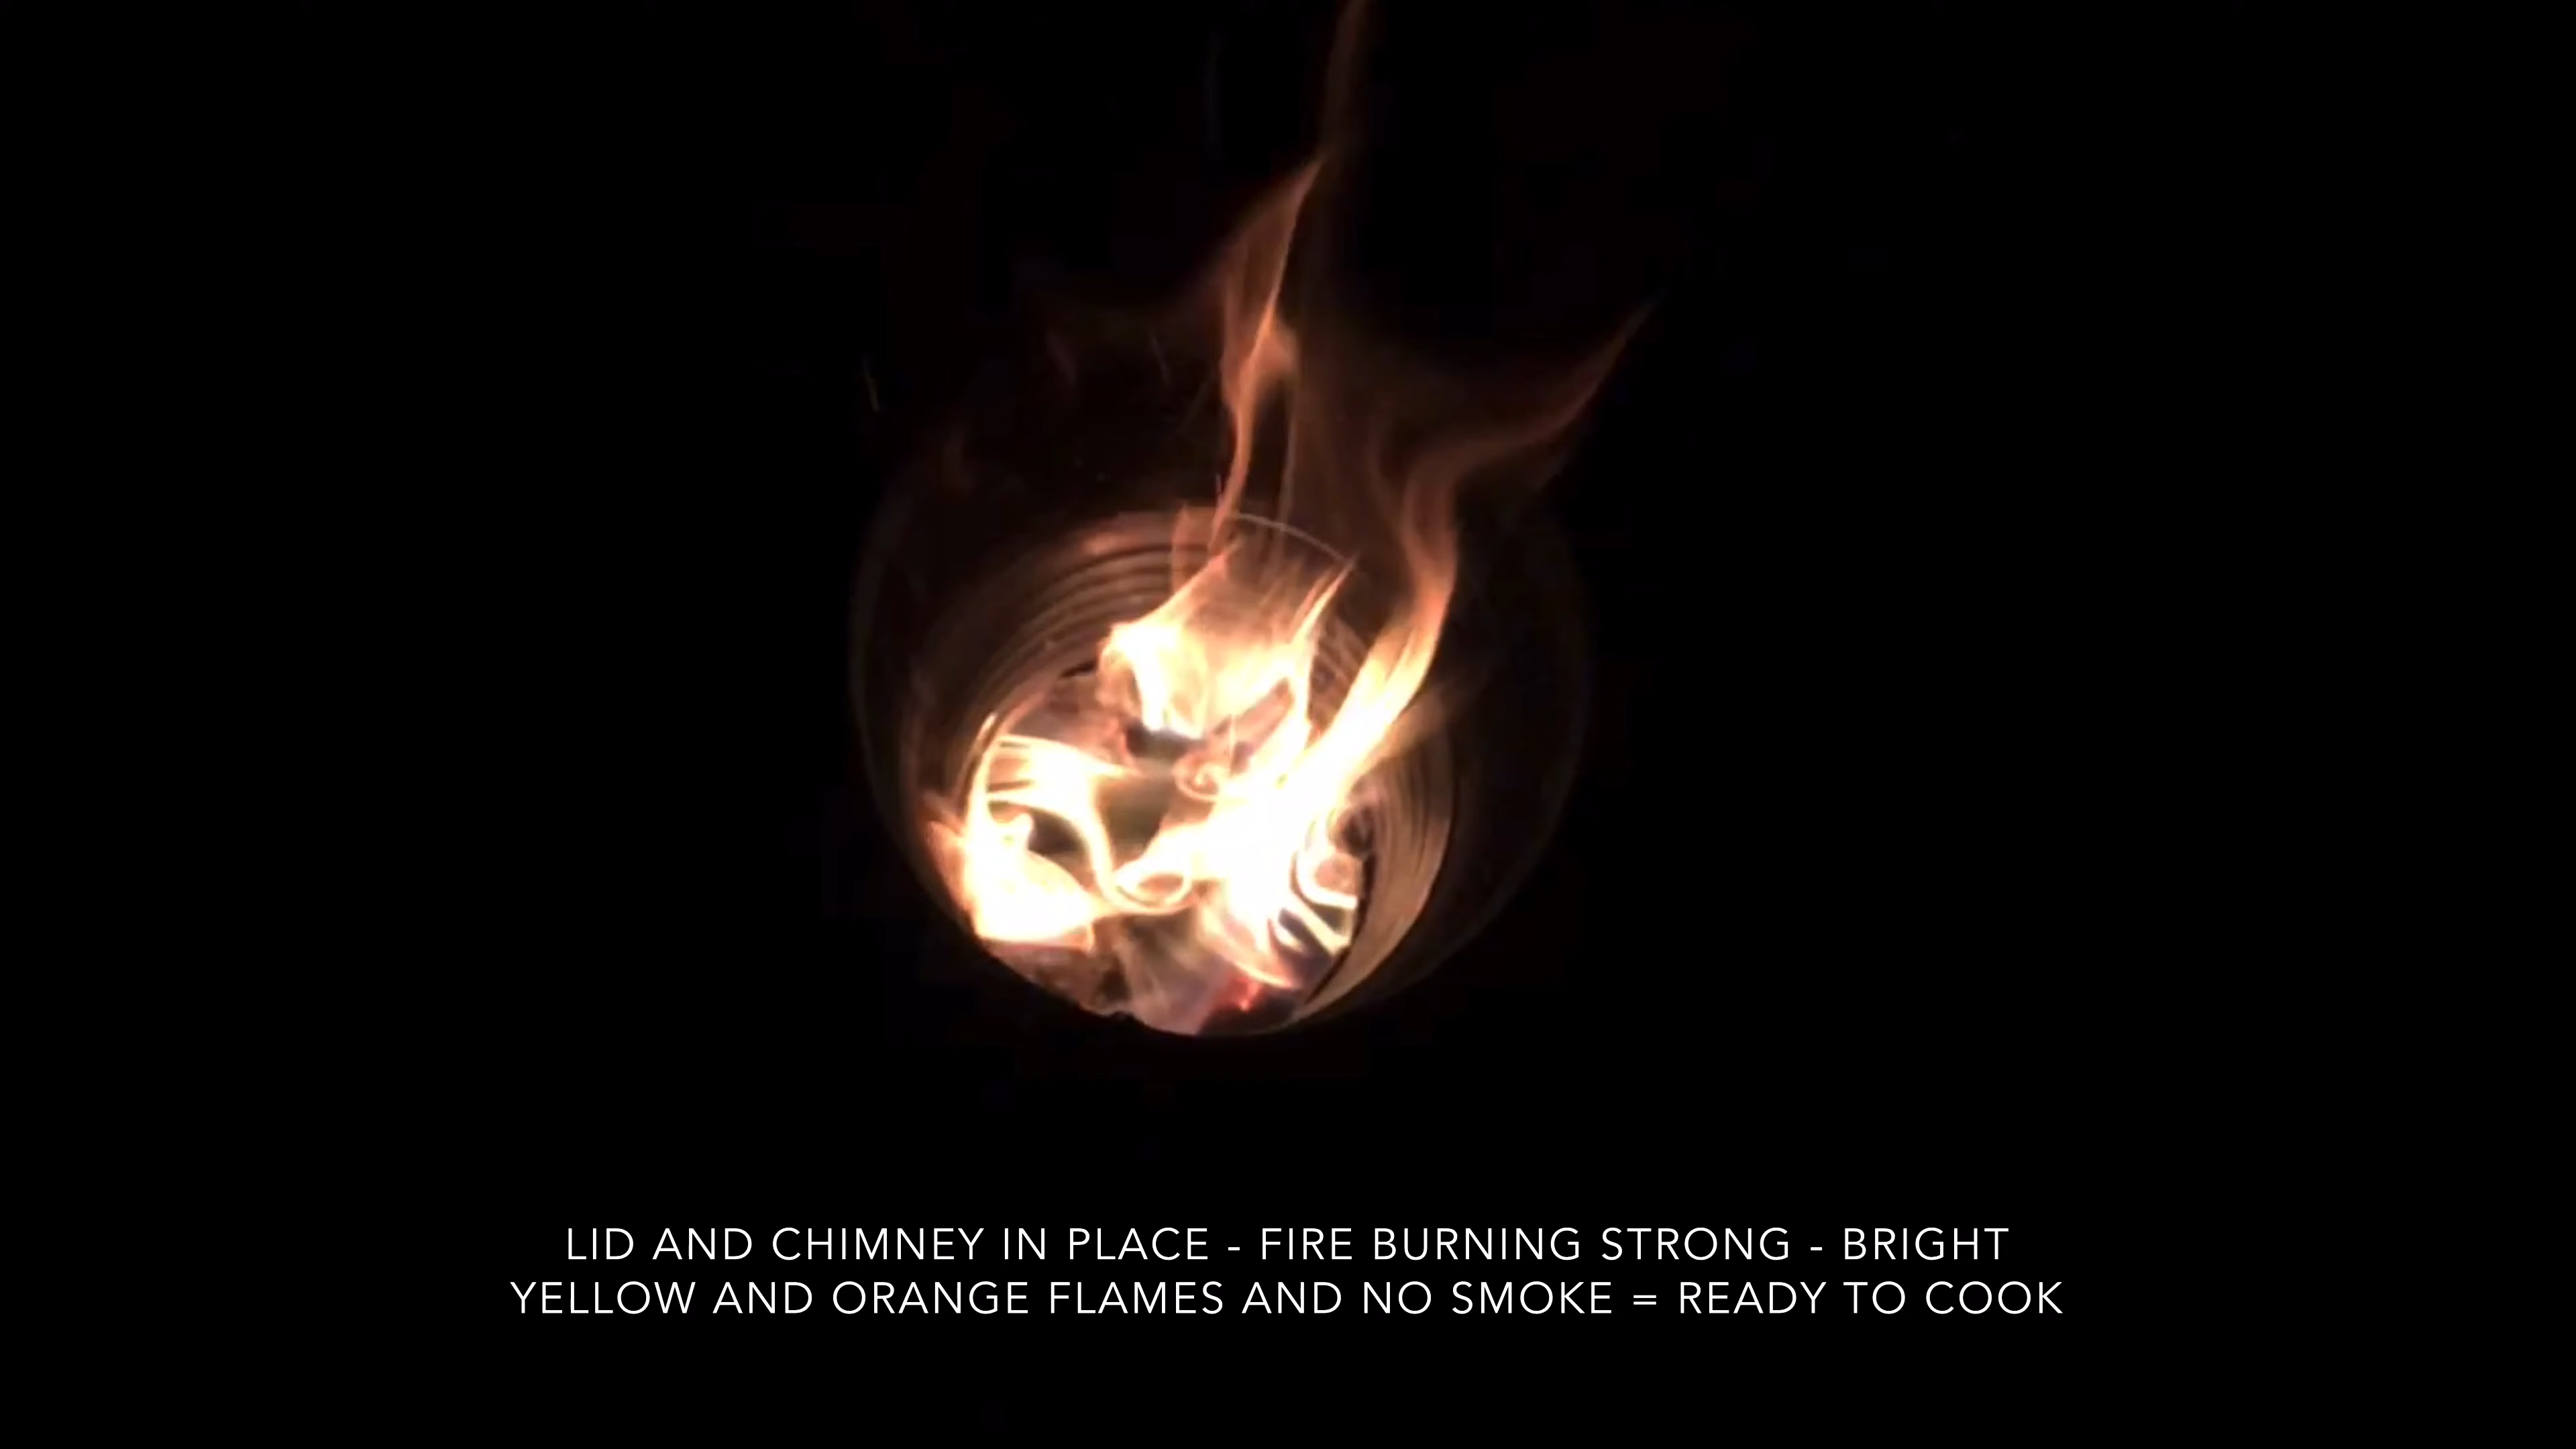 LID AND CHIMNEY IN PLACE - FIRE BURNING STRONG - BRIGHT
YELLOW AND ORANGE FLAMES AND NO SMOKE = READY TO COOK